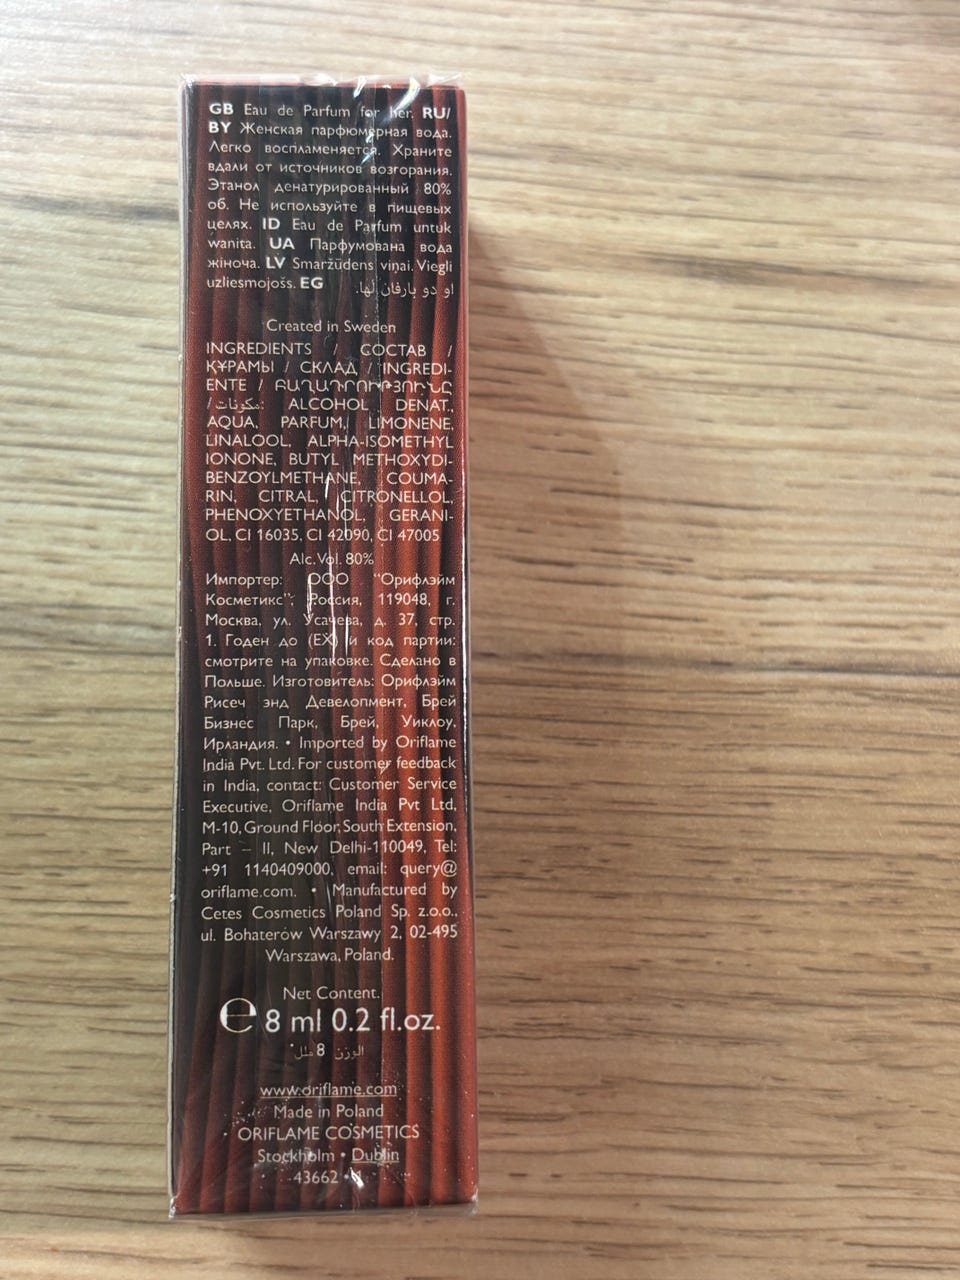 GB Eau de Parfum for her. RU/
BY Женская парфюмерная вода.
Легко воспламеняется. Храните
вдали от источников возгорания.
Этанол денатурированный 80%
об. Не используйте в пищевых
целях. ID Eau de Parfum untuk
wanita. UA Парфумована вода
жіноча. LV Smaržūdens viņai. Viegli
uzliesmojošs. EG او دو بارفان لها.
Created in Sweden
INGREDIENTS / СОСТАВ /
ҚҰРАМЫ / СКЛАД / INGREDI-
ENTE / ԲԱՂԱԴՐՈՒԹՅՈՒՆԸ
/ مكونات: ALCOHOL DENAT.,
AQUA, PARFUM, LIMONENE,
LINALOOL, ALPHA-ISOMETHYL
IONONE, BUTYL METHOXYDI-
BENZOYLMETHANE, COUMA-
RIN, CITRAL, CITRONELLOL,
PHENOXYETHANOL, GERANI-
OL, CI 16035, CI 42090, CI 47005
Alc. Vol. 80%
Импортер: ООО "Орифлэйм
Косметикс", Россия, 119048, г.
Москва, ул. Усачева, д. 37, стр.
1. Годен до (EX) и код партии:
смотрите на упаковке. Сделано в
Польше. Изготовитель: Орифлэйм
Рисеч энд Девелопмент, Брей
Бизнес Парк, Брей, Уиклоу,
Ирландия. • Imported by Oriflame
India Pvt. Ltd. For customer feedback
in India, contact: Customer Service
Executive, Oriflame India Pvt Ltd,
M-10, Ground Floor, South Extension,
Part – II, New Delhi-110049, Tel:
+91 1140409000, email: query@
oriflame.com. • Manufactured by
Cetes Cosmetics Poland Sp. z.o.o.,
ul. Bohaterów Warszawy 2, 02-495
Warszawa, Poland.
Net Content.
℮ 8 ml 0.2 fl.oz.
الوزن 8 ملل
www.oriflame.com
Made in Poland
ORIFLAME COSMETICS
Stockholm • Dublin
43662 •